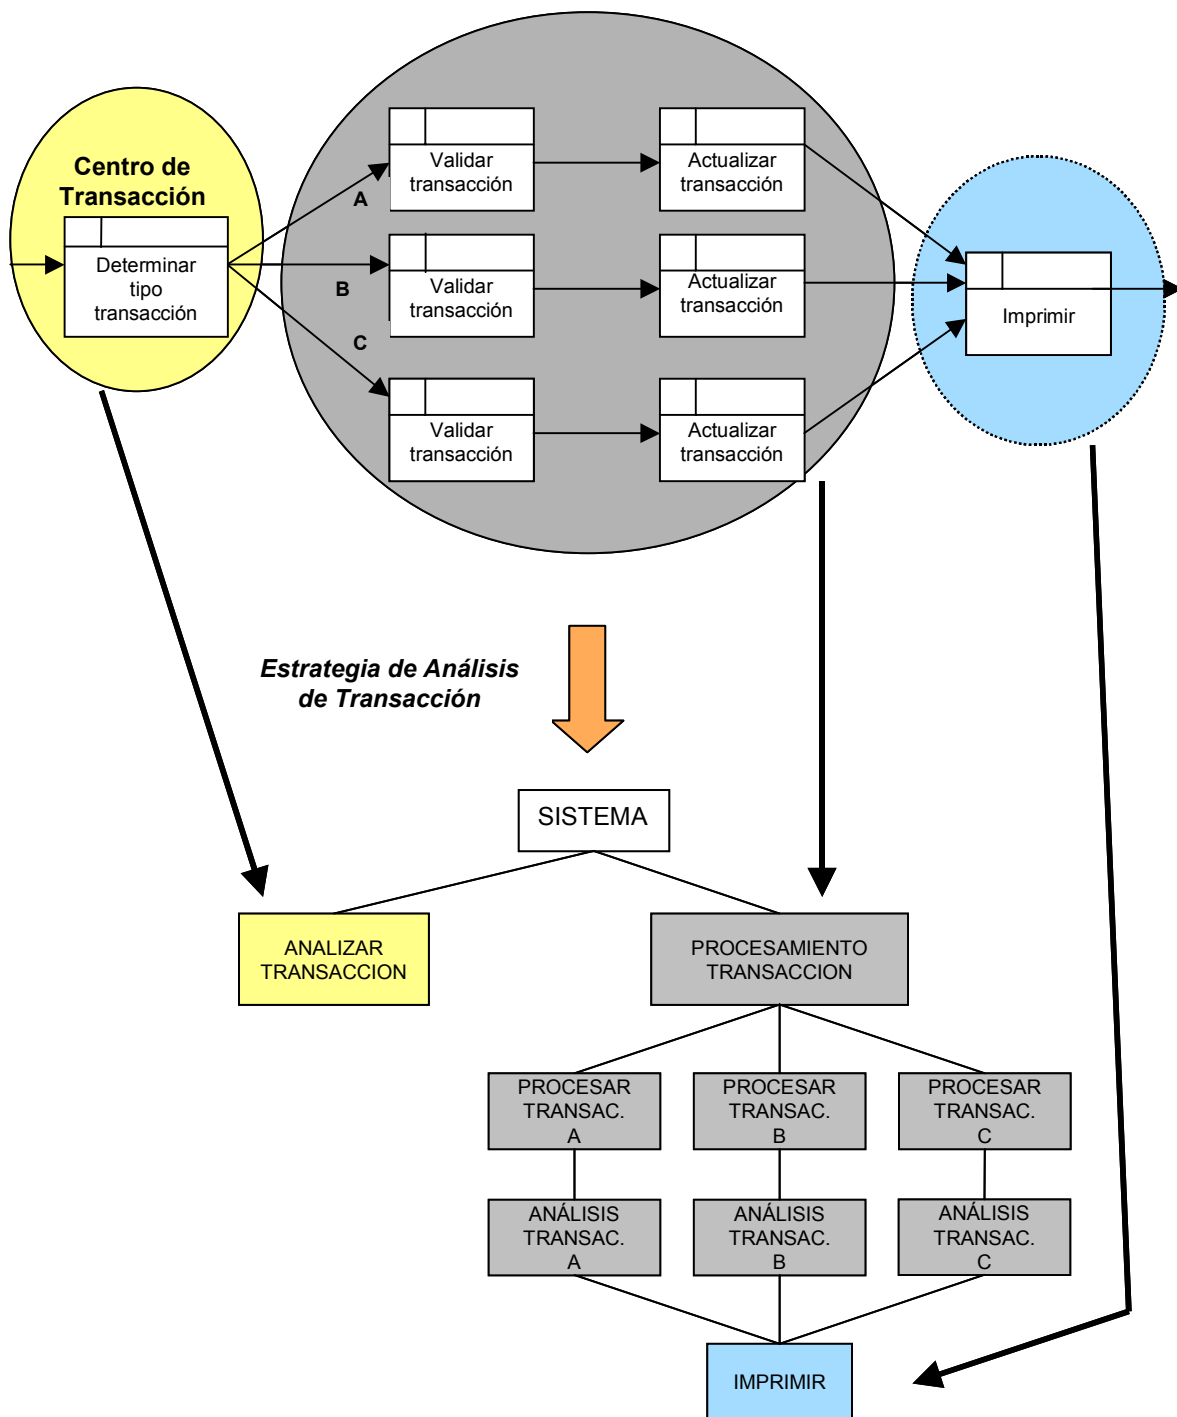 Centro de
Transacción
Determinar
tipo
transacción
A
B
C
Validar
transacción
Actualizar
transacción
Validar
transacción
Actualizar
transacción
Validar
transacción
Actualizar
transacción
Imprimir
Estrategia de Análisis
de Transacción
SISTEMA
ANALIZAR
TRANSACCION
PROCESAMIENTO
TRANSACCION
PROCESAR
TRANSAC.
A
PROCESAR
TRANSAC.
B
PROCESAR
TRANSAC.
C
ANÁLISIS
TRANSAC.
A
ANÁLISIS
TRANSAC.
B
ANÁLISIS
TRANSAC.
C
IMPRIMIR